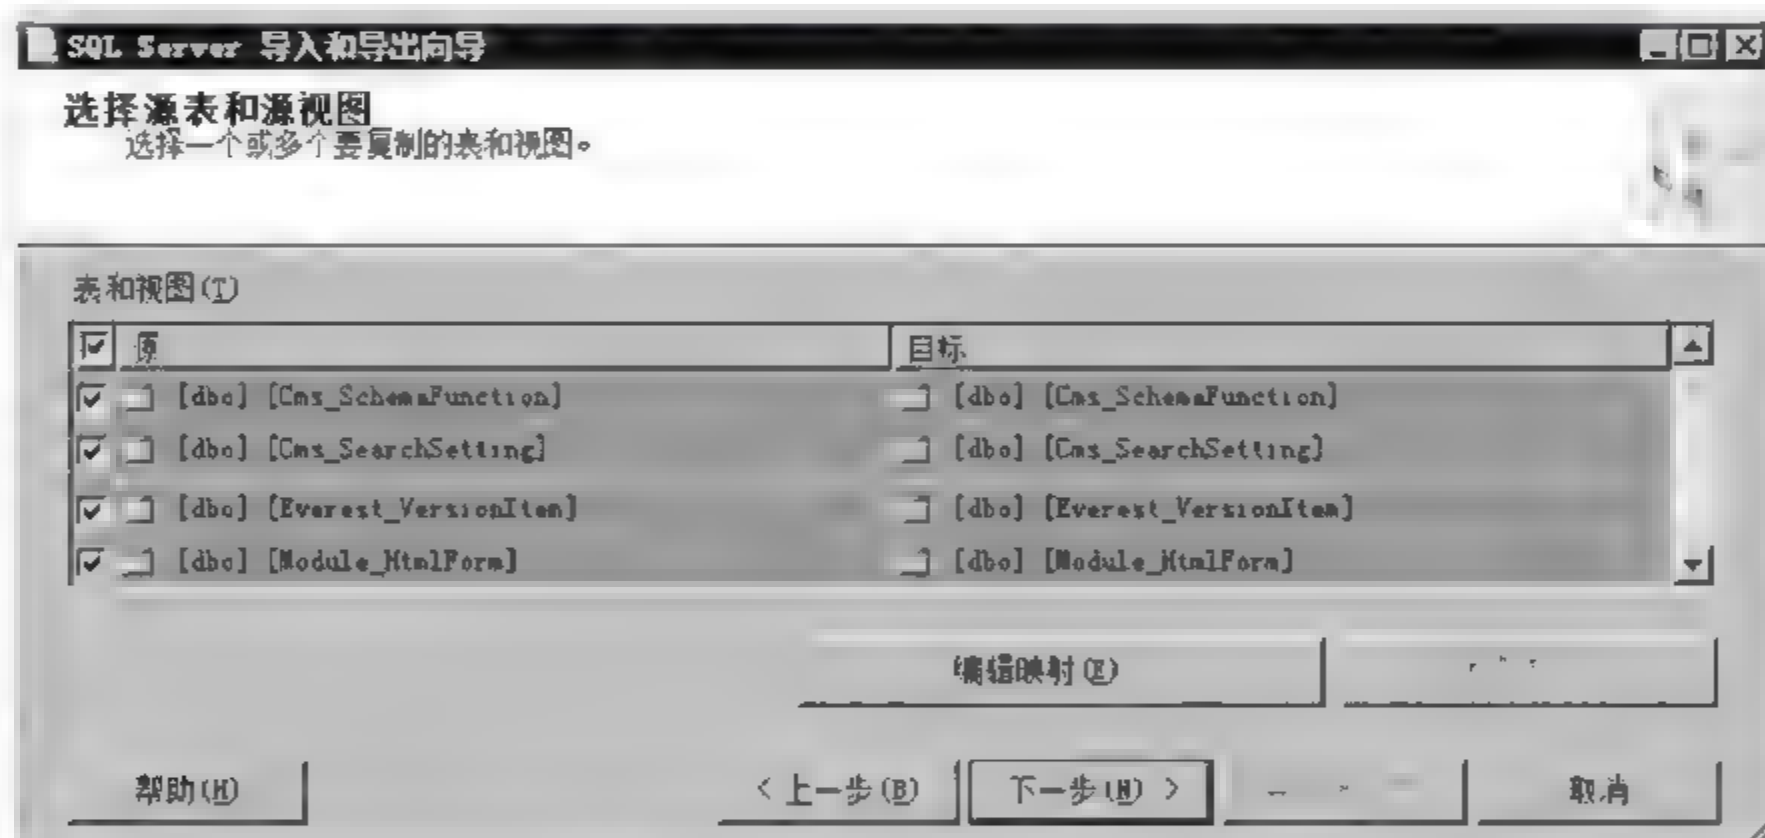 SQL Server 导入和导出向导
选择源表和源视图
选择一个或多个要复制的表和视图。
表和视图(T)
源 目标
[dbo] [Cms_SchemaFunction] [dbo] [Cms_SchemaFunction]
[dbo] [Cms_SearchSetting] [dbo] [Cms_SearchSetting]
[dbo] [Everest_VersionItem] [dbo] [Everest_VersionItem]
[dbo] [Module_HtmlForm] [dbo] [Module_HtmlForm]
编辑映射(E)
帮助(H) < 上一步(B) 下一步(N) > 取消